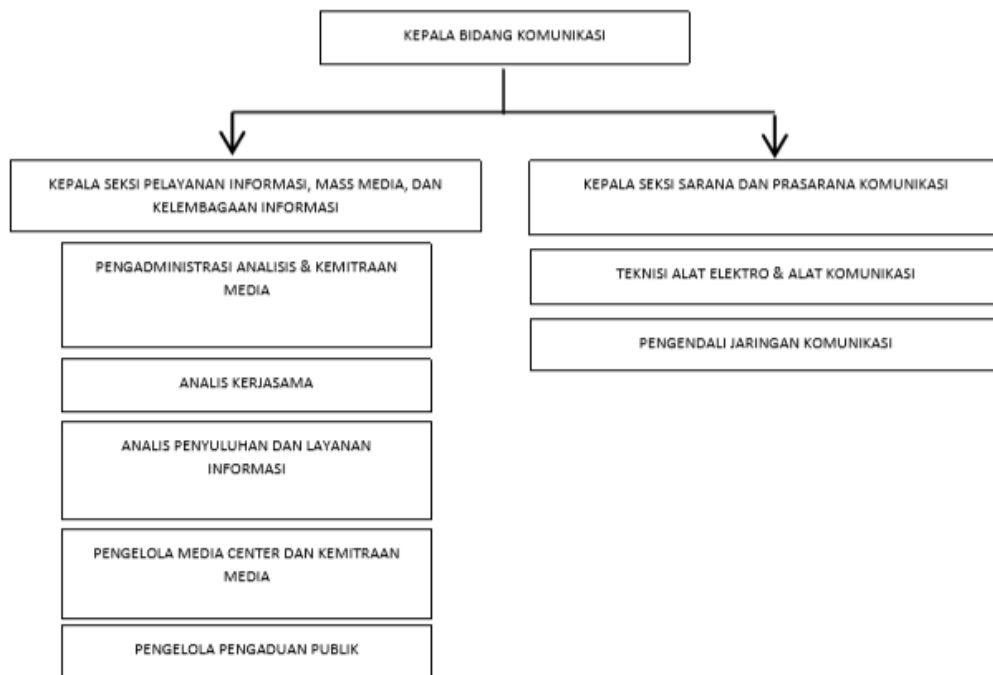 KEPALA BIDANG KOMUNIKASI
KEPALA SEKSI PELAYANAN INFORMASI, MASS MEDIA, DAN
KELEMBAGAAN INFORMASI
PENGADMINISTRASI ANALISIS & KEMITRAAN
MEDIA
ANALIS KERJASAMA
ANALIS PENYULUHAN DAN LAYANAN
INFORMASI
PENGELOLA MEDIA CENTER DAN KEMITRAAN
MEDIA
PENGELOLA PENGADUAN PUBLIK
KEPALA SEKSI SARANA DAN PRASARANA KOMUNIKASI
TEKNISI ALAT ELEKTRO & ALAT KOMUNIKASI
PENGENDALI JARINGAN KOMUNIKASI